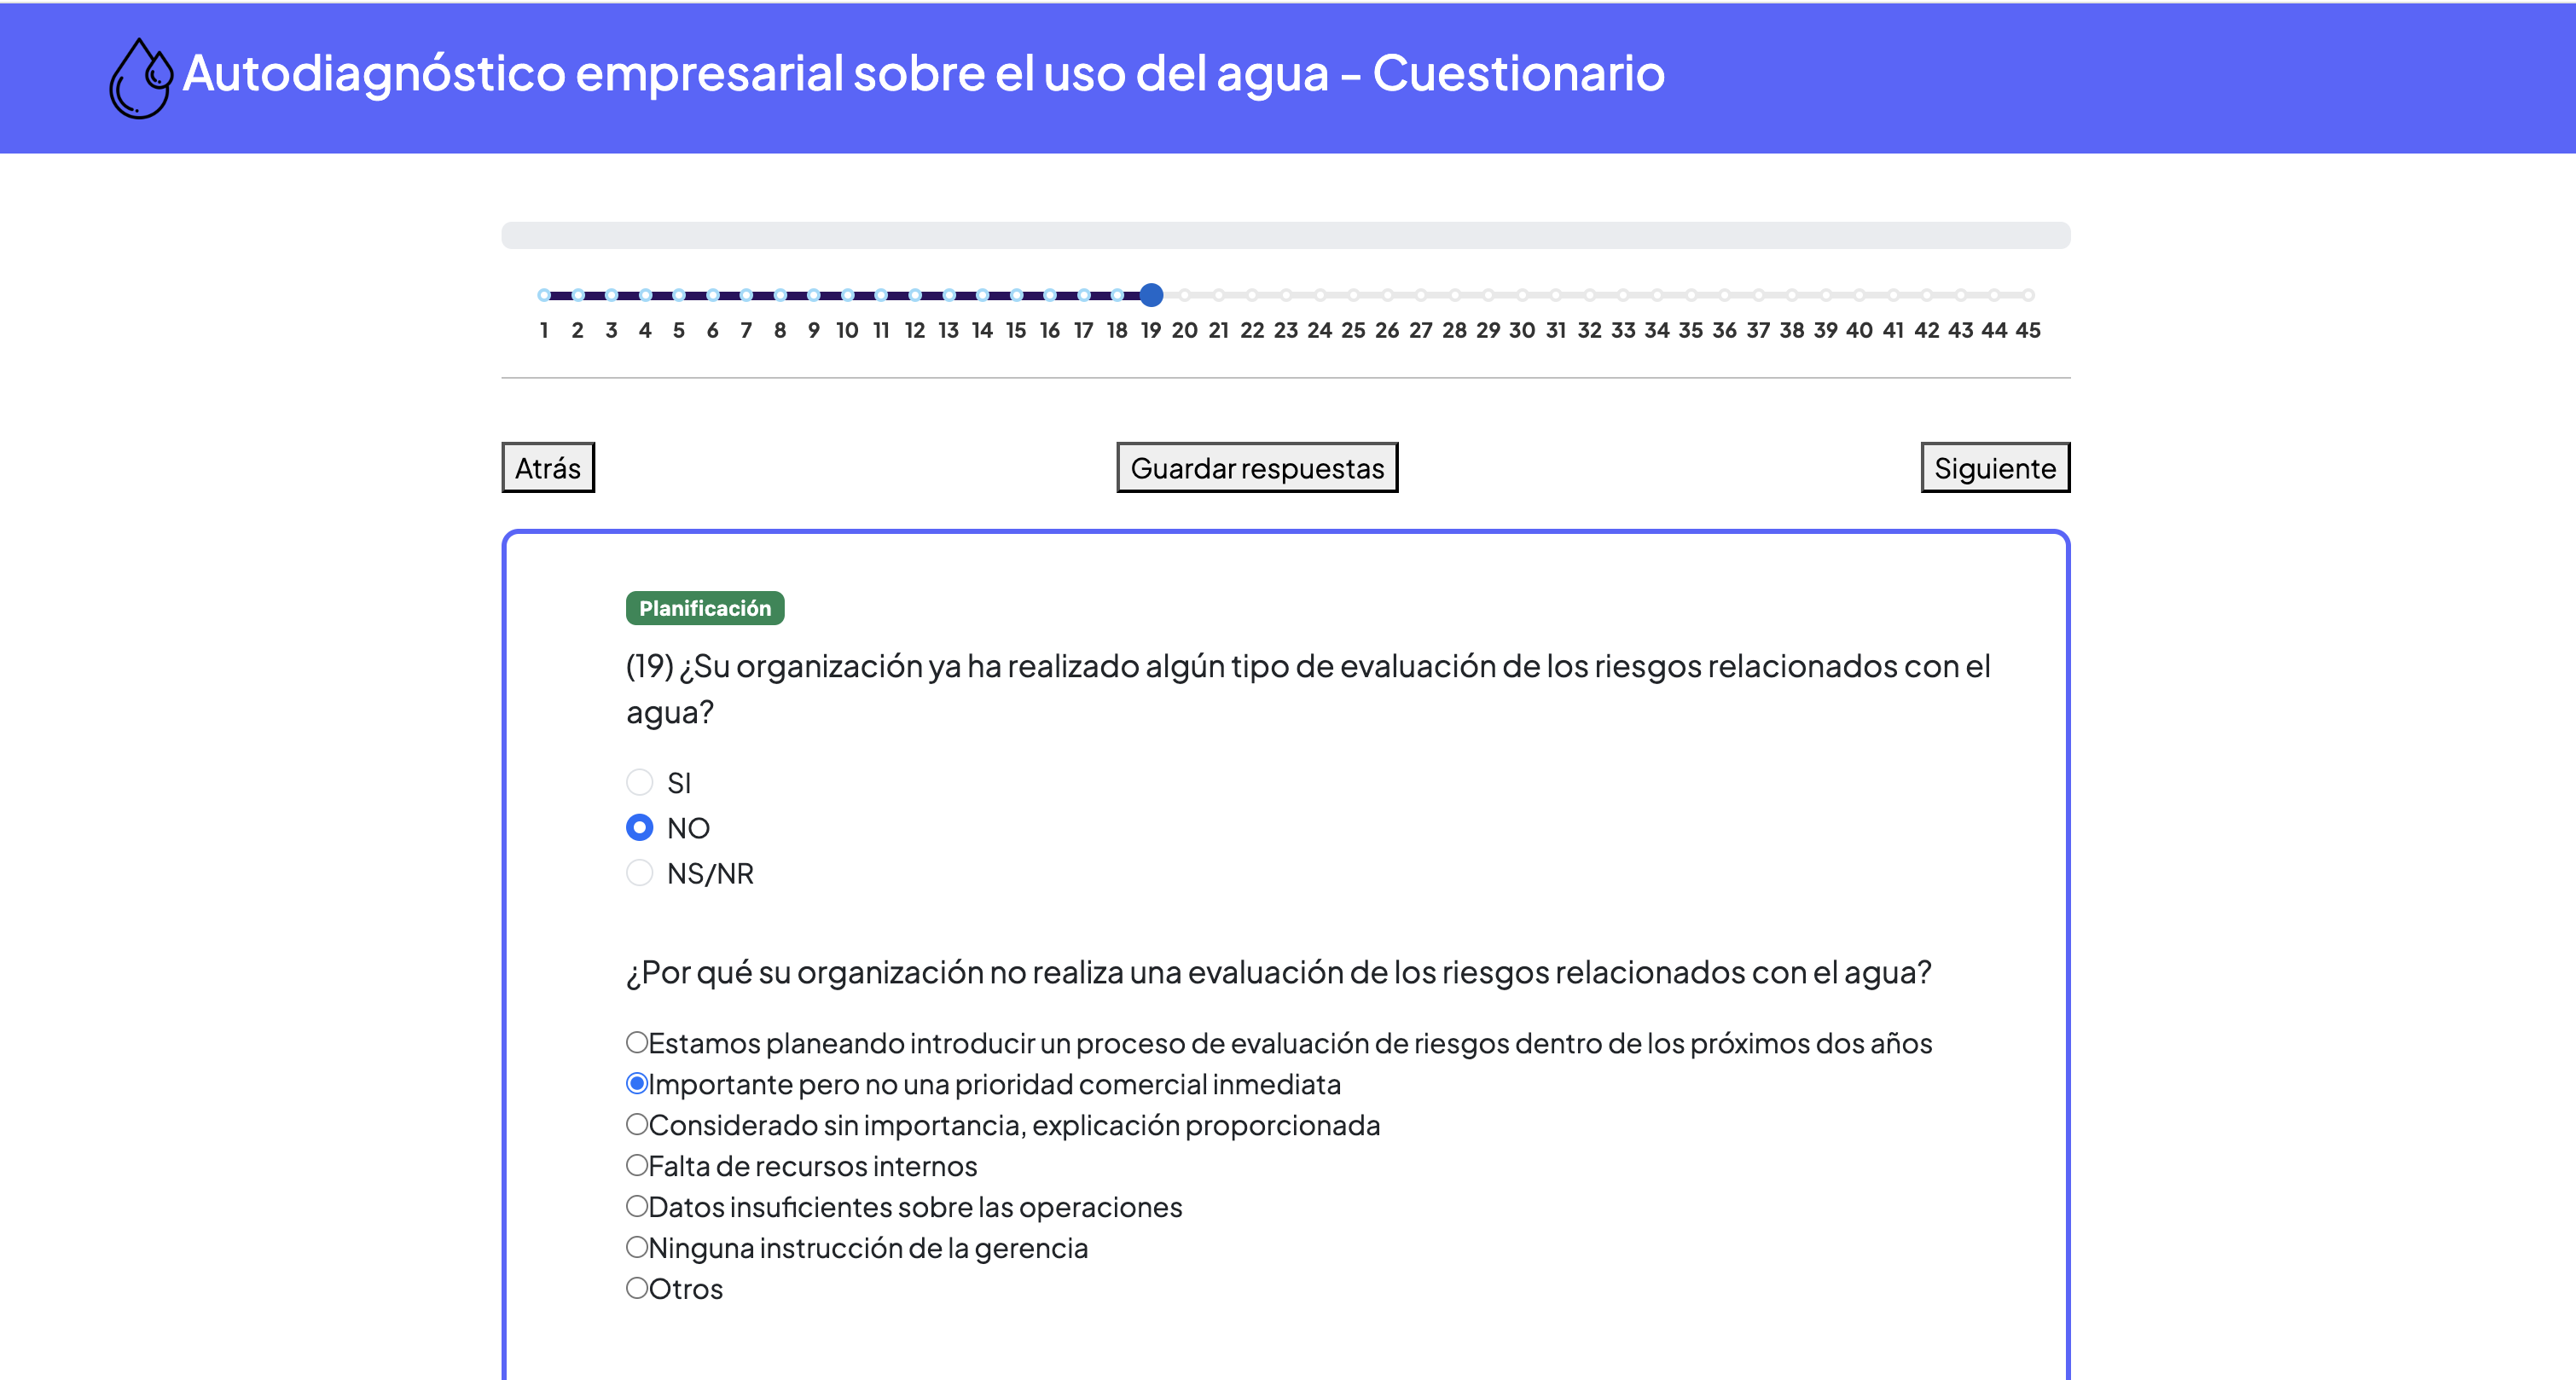 Autodiagnóstico empresarial sobre el uso del agua - Cuestionario
1 2 3 4 5 6 7 8 9 10 11 12 13 14 15 16 17 18 19 20 21 22 23 24 25 26 27 28 29 30 31 32 33 34 35 36 37 38 39 40 41 42 43 44 45
Atrás Guardar respuestas Siguiente
Planificación
(19) ¿Su organización ya ha realizado algún tipo de evaluación de los riesgos relacionados con el
agua?
SI
NO
NS/NR
¿Por qué su organización no realiza una evaluación de los riesgos relacionados con el agua?
Estamos planeando introducir un proceso de evaluación de riesgos dentro de los próximos dos años
Importante pero no una prioridad comercial inmediata
Considerado sin importancia, explicación proporcionada
Falta de recursos internos
Datos insuficientes sobre las operaciones
Ninguna instrucción de la gerencia
Otros